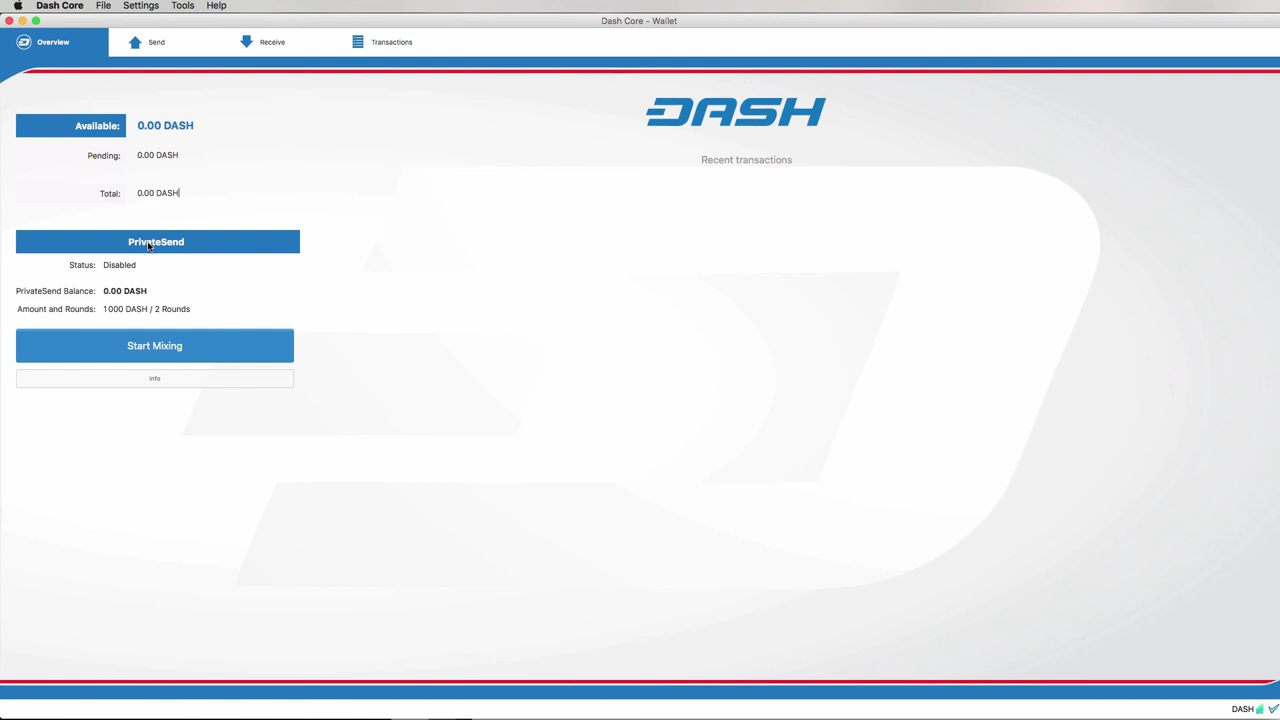 Dash Core File Settings Tools Help
Dash Core - Wallet
Overview Send Receive Transactions
DASH
Available: 0.00 DASH
Pending: 0.00 DASH
Recent transactions
Total: 0.00 DASH
PrivateSend
Status: Disabled
PrivateSend Balance: 0.00 DASH
Amount and Rounds: 1000 DASH / 2 Rounds
Start Mixing
Info
DASH